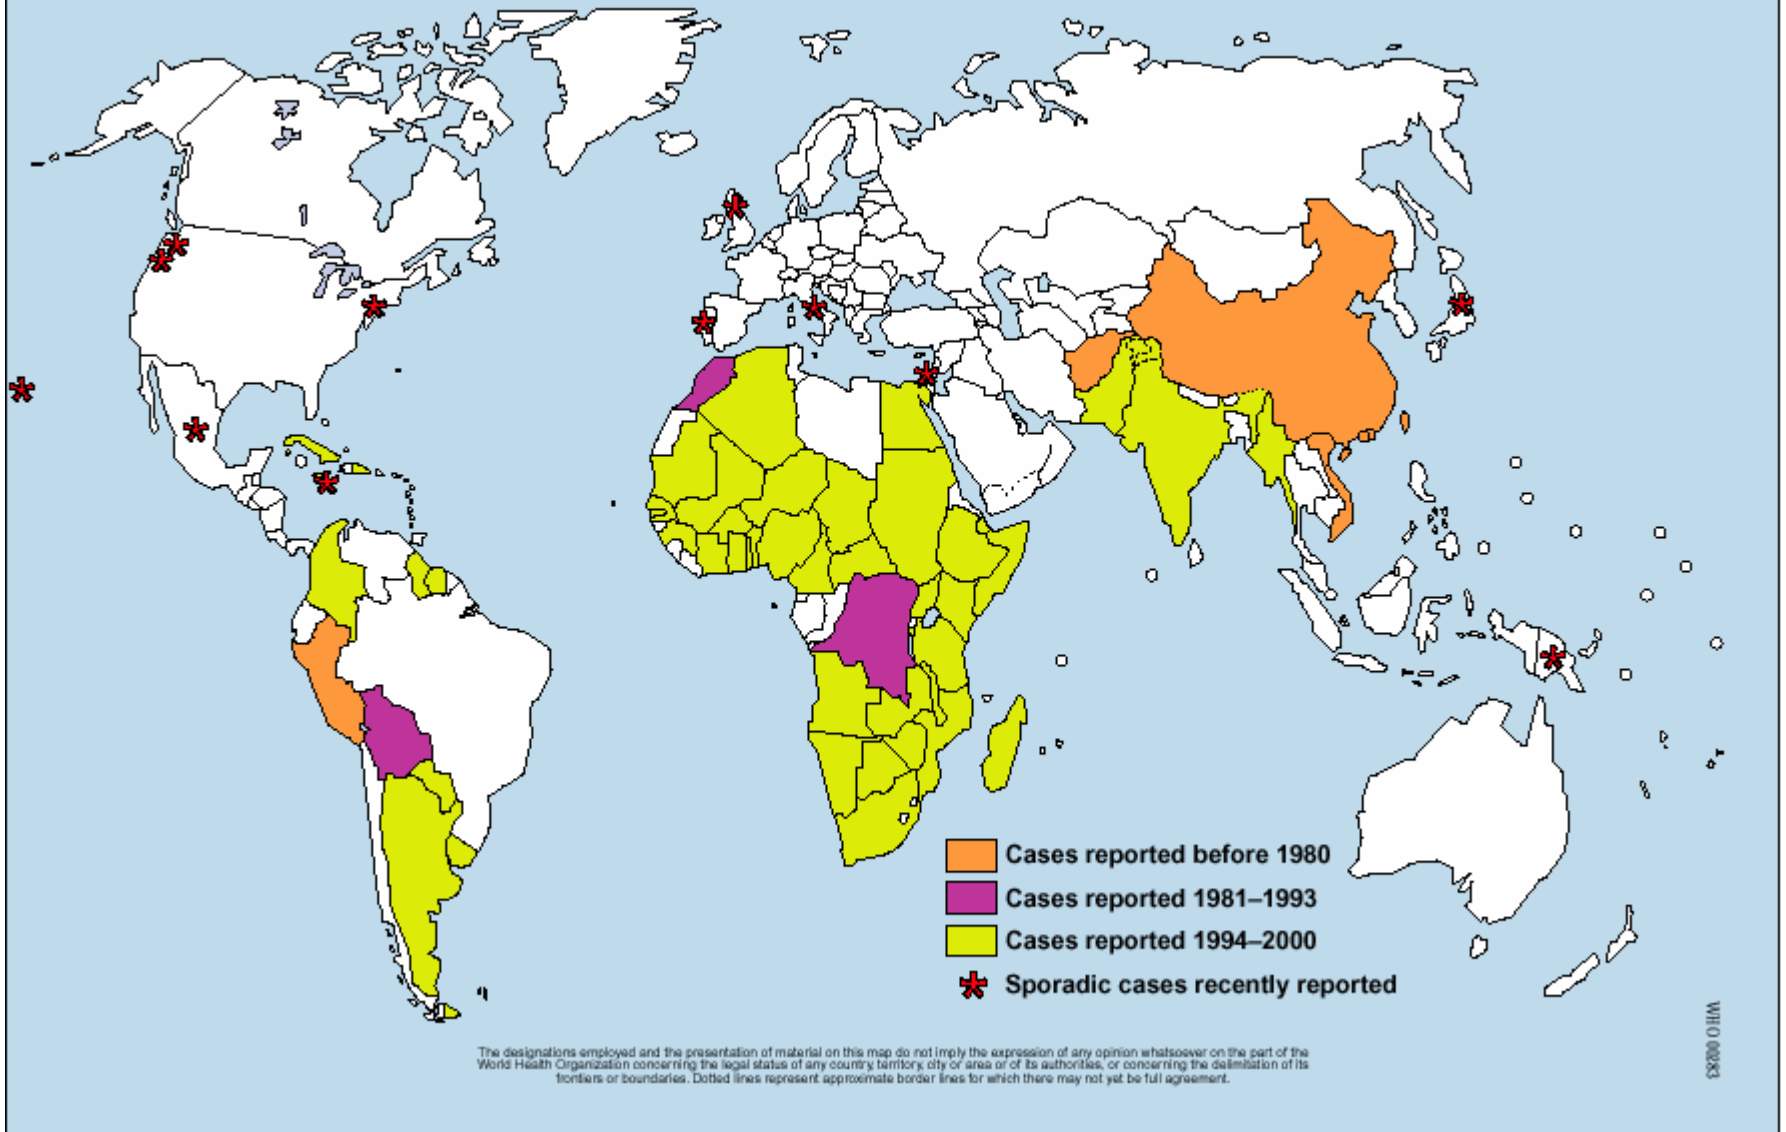 Cases reported before 1980
Cases reported 1981–1993
Cases reported 1994–2000
Sporadic cases recently reported
WHO 00283
The designations employed and the presentation of material on this map do not imply the expression of any opinion whatsoever on the part of the
World Health Organization concerning the legal status of any country, territory, city or area or of its authorities, or concerning the delimitation of its
frontiers or boundaries. Dotted lines represent approximate border lines for which there may not yet be full agreement.